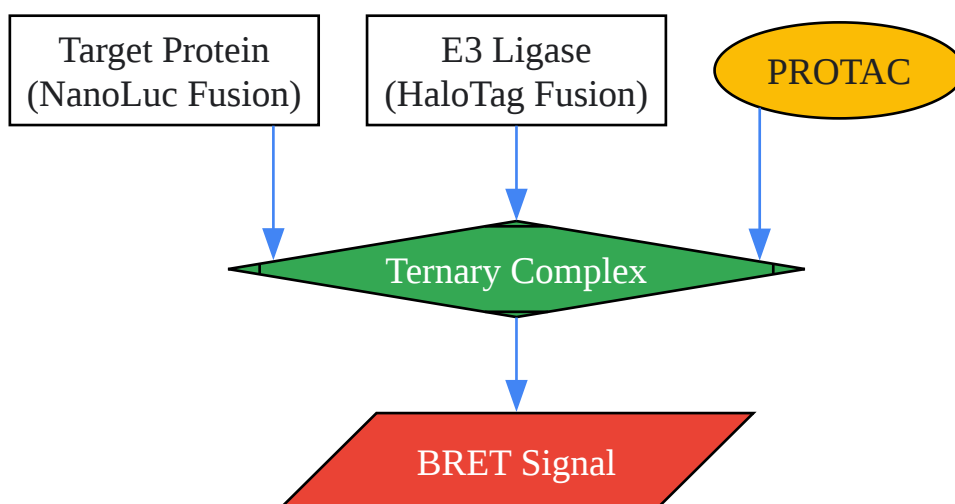 Target Protein
(NanoLuc Fusion)
E3 Ligase
(HaloTag Fusion)
PROTAC
Ternary Complex
BRET Signal